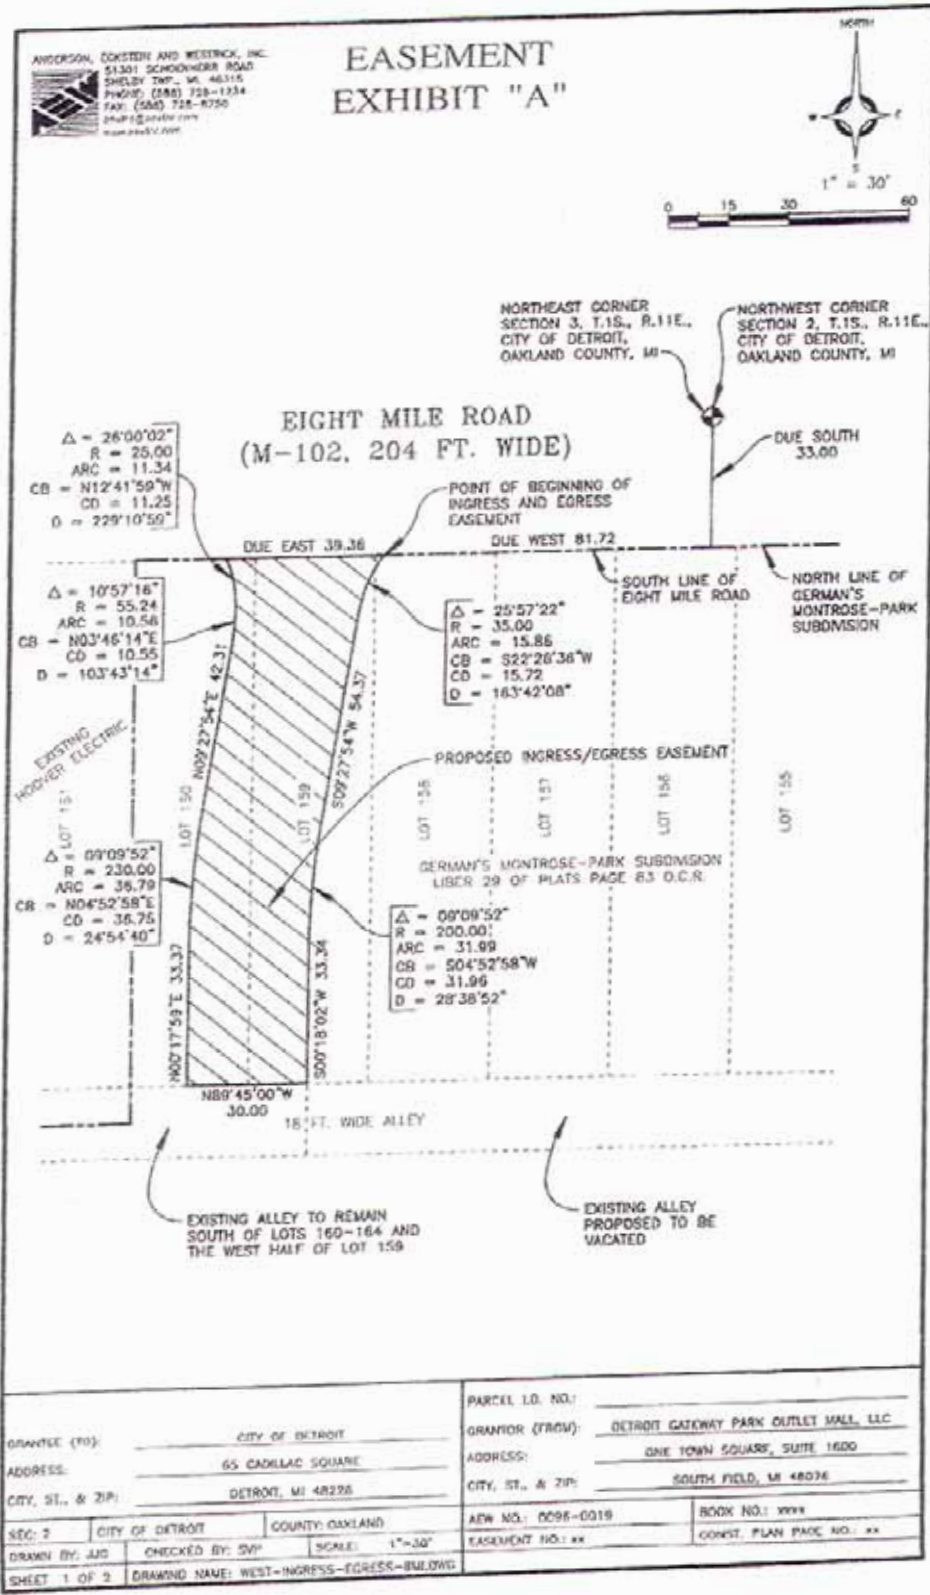 ANDERSON, ECKSTEIN AND WESTRICK, INC.
51301 SCHOENHERR ROAD
SHELBY TWP., MI. 48315
PHONE: (586) 726-1234
FAX: (586) 726-8780
EASEMENT
EXHIBIT "A"
NORTH
W
E
S
1" = 30'
0 15 30 60
NORTHEAST CORNER
SECTION 3, T.1S., R.11E.,
CITY OF DETROIT,
OAKLAND COUNTY, MI
NORTHWEST CORNER
SECTION 2, T.1S., R.11E.,
CITY OF DETROIT,
OAKLAND COUNTY, MI
EIGHT MILE ROAD
(M-102, 204 FT. WIDE)
DUE SOUTH
33.00
Δ = 26°00'02"
R = 25.00
ARC = 11.34
CB = N12°41'59"W
CD = 11.25
D = 229°10'59"
POINT OF BEGINNING OF
INGRESS AND EGRESS
EASEMENT
DUE EAST 39.36
DUE WEST 81.72
SOUTH LINE OF
EIGHT MILE ROAD
NORTH LINE OF
GERMAN'S
MONTROSE-PARK
SUBDIVISION
Δ = 10°57'16"
R = 55.24
ARC = 10.56
CB = N03°46'14"E
CD = 10.55
D = 103°43'14"
Δ = 25°57'22"
R = 35.00
ARC = 15.86
CB = S22°26'36"W
CD = 15.72
D = 163°42'08"
N09°27'54"E 42.31
S09°27'54"W 54.37
EXISTING
HOOVER ELECTRIC
PROPOSED INGRESS/EGRESS EASEMENT
LOT 161
LOT 160
LOT 159
LOT 158
LOT 157
LOT 156
LOT 155
GERMAN'S MONTROSE-PARK SUBDIVISION
LIBER 29 OF PLATS PAGE 83 O.C.R.
Δ = 09°09'52"
R = 230.00
ARC = 36.79
CB = N04°52'58"E
CD = 36.75
D = 24°54'40"
Δ = 09°09'52"
R = 200.00
ARC = 31.99
CB = S04°52'58"W
CD = 31.96
D = 28°38'52"
N00°17'59"E 33.37
S00°18'02"W 33.34
N89°45'00"W
30.00
18 FT. WIDE ALLEY
EXISTING ALLEY TO REMAIN
SOUTH OF LOTS 160-164 AND
THE WEST HALF OF LOT 159
EXISTING ALLEY
PROPOSED TO BE
VACATED
PARCEL I.D. NO.:
GRANTEE (TO): CITY OF DETROIT
GRANTOR (FROM): DETROIT GATEWAY PARK OUTLET MALL, LLC
ADDRESS: 65 CADILLAC SQUARE
ADDRESS: ONE TOWN SQUARE, SUITE 1600
CITY, ST., & ZIP: DETROIT, MI 48226
CITY, ST., & ZIP: SOUTH FIELD, MI 48076
SEC: 2 CITY OF DETROIT COUNTY: OAKLAND
AEW NO.: 0096-0019 BOOK NO.: xxxx
DRAWN BY: JJG CHECKED BY: SVP SCALE: 1"=30'
EASEMENT NO.: xx CONST. PLAN PAGE NO.: xx
SHEET 1 OF 2 DRAWING NAME: WEST-INGRESS-EGRESS-8ML.DWG